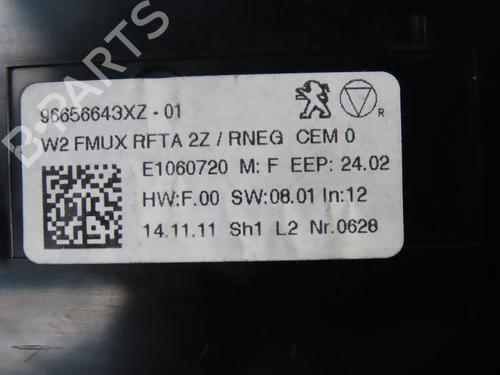 96656643XZ - 01
R
W2 FMUX RFTA 2Z / RNEG CEM 0
E1060720 M: F EEP: 24.02
HW:F.00 SW:08.01 In:12
14.11.11 Sh1 L2 Nr.0628
B-PARTS